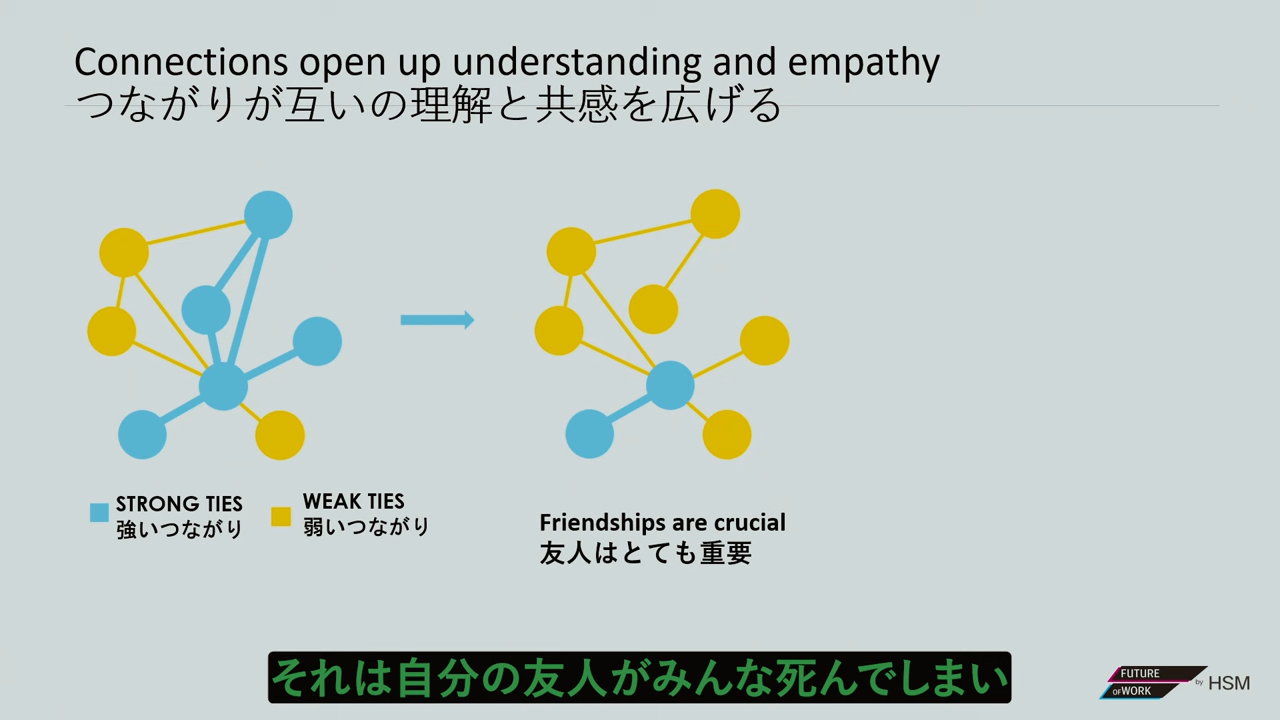 Connections open up understanding and empathy
つながりが互いの理解と共感を広げる
STRONG TIES
強いつながり
WEAK TIES
弱いつながり
Friendships are crucial
友人はとても重要
それは自分の友人がみんな死んでしまい
FUTURE
OF WORK
by HSM